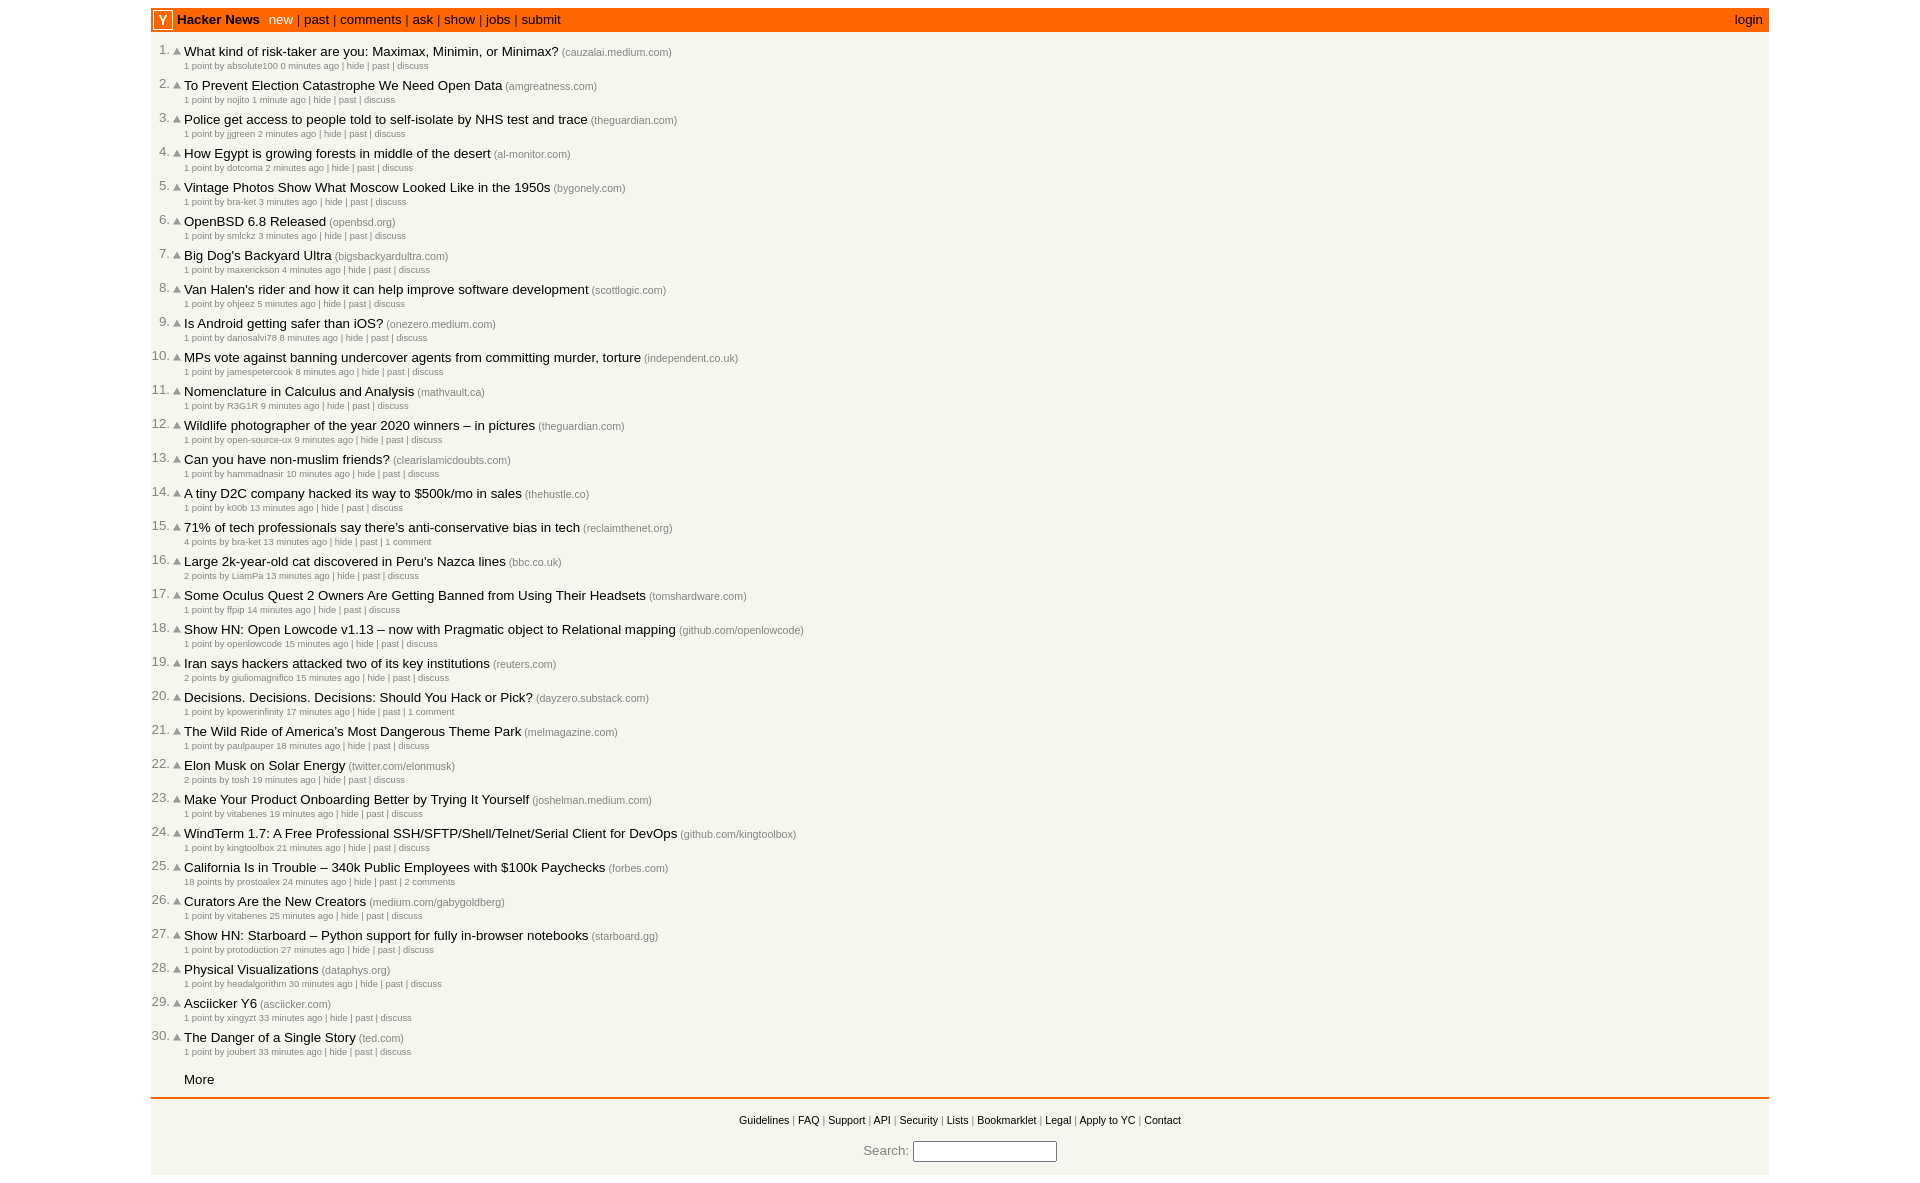 Y Hacker News new | past | comments | ask | show | jobs | submit login
1. What kind of risk-taker are you: Maximax, Minimin, or Minimax? (cauzalai.medium.com)
1 point by absolute100 0 minutes ago | hide | past | discuss
2. To Prevent Election Catastrophe We Need Open Data (amgreatness.com)
1 point by nojito 1 minute ago | hide | past | discuss
3. Police get access to people told to self-isolate by NHS test and trace (theguardian.com)
1 point by jjgreen 2 minutes ago | hide | past | discuss
4. How Egypt is growing forests in middle of the desert (al-monitor.com)
1 point by dotcoma 2 minutes ago | hide | past | discuss
5. Vintage Photos Show What Moscow Looked Like in the 1950s (bygonely.com)
1 point by bra-ket 3 minutes ago | hide | past | discuss
6. OpenBSD 6.8 Released (openbsd.org)
1 point by smlckz 3 minutes ago | hide | past | discuss
7. Big Dog's Backyard Ultra (bigsbackyardultra.com)
1 point by maxerickson 4 minutes ago | hide | past | discuss
8. Van Halen's rider and how it can help improve software development (scottlogic.com)
1 point by ohjeez 5 minutes ago | hide | past | discuss
9. Is Android getting safer than iOS? (onezero.medium.com)
1 point by dariosalvi78 8 minutes ago | hide | past | discuss
10. MPs vote against banning undercover agents from committing murder, torture (independent.co.uk)
1 point by jamespetercook 8 minutes ago | hide | past | discuss
11. Nomenclature in Calculus and Analysis (mathvault.ca)
1 point by R3G1R 9 minutes ago | hide | past | discuss
12. Wildlife photographer of the year 2020 winners – in pictures (theguardian.com)
1 point by open-source-ux 9 minutes ago | hide | past | discuss
13. Can you have non-muslim friends? (clearislamicdoubts.com)
1 point by hammadnasir 10 minutes ago | hide | past | discuss
14. A tiny D2C company hacked its way to $500k/mo in sales (thehustle.co)
1 point by k00b 13 minutes ago | hide | past | discuss
15. 71% of tech professionals say there’s anti-conservative bias in tech (reclaimthenet.org)
4 points by bra-ket 13 minutes ago | hide | past | 1 comment
16. Large 2k-year-old cat discovered in Peru's Nazca lines (bbc.co.uk)
2 points by LiamPa 13 minutes ago | hide | past | discuss
17. Some Oculus Quest 2 Owners Are Getting Banned from Using Their Headsets (tomshardware.com)
1 point by ffpip 14 minutes ago | hide | past | discuss
18. Show HN: Open Lowcode v1.13 – now with Pragmatic object to Relational mapping (github.com/openlowcode)
1 point by openlowcode 15 minutes ago | hide | past | discuss
19. Iran says hackers attacked two of its key institutions (reuters.com)
2 points by giuliomagnifico 15 minutes ago | hide | past | discuss
20. Decisions. Decisions. Decisions: Should You Hack or Pick? (dayzero.substack.com)
1 point by kpowerinfinity 17 minutes ago | hide | past | 1 comment
21. The Wild Ride of America’s Most Dangerous Theme Park (melmagazine.com)
1 point by paulpauper 18 minutes ago | hide | past | discuss
22. Elon Musk on Solar Energy (twitter.com/elonmusk)
2 points by tosh 19 minutes ago | hide | past | discuss
23. Make Your Product Onboarding Better by Trying It Yourself (joshelman.medium.com)
1 point by vitabenes 19 minutes ago | hide | past | discuss
24. WindTerm 1.7: A Free Professional SSH/SFTP/Shell/Telnet/Serial Client for DevOps (github.com/kingtoolbox)
1 point by kingtoolbox 21 minutes ago | hide | past | discuss
25. California Is in Trouble – 340k Public Employees with $100k Paychecks (forbes.com)
18 points by prostoalex 24 minutes ago | hide | past | 2 comments
26. Curators Are the New Creators (medium.com/gabygoldberg)
1 point by vitabenes 25 minutes ago | hide | past | discuss
27. Show HN: Starboard – Python support for fully in-browser notebooks (starboard.gg)
1 point by protoduction 27 minutes ago | hide | past | discuss
28. Physical Visualizations (dataphys.org)
1 point by headalgorithm 30 minutes ago | hide | past | discuss
29. Asciicker Y6 (asciicker.com)
1 point by xingyzt 33 minutes ago | hide | past | discuss
30. The Danger of a Single Story (ted.com)
1 point by joubert 33 minutes ago | hide | past | discuss
More
Guidelines | FAQ | Support | API | Security | Lists | Bookmarklet | Legal | Apply to YC | Contact
Search: